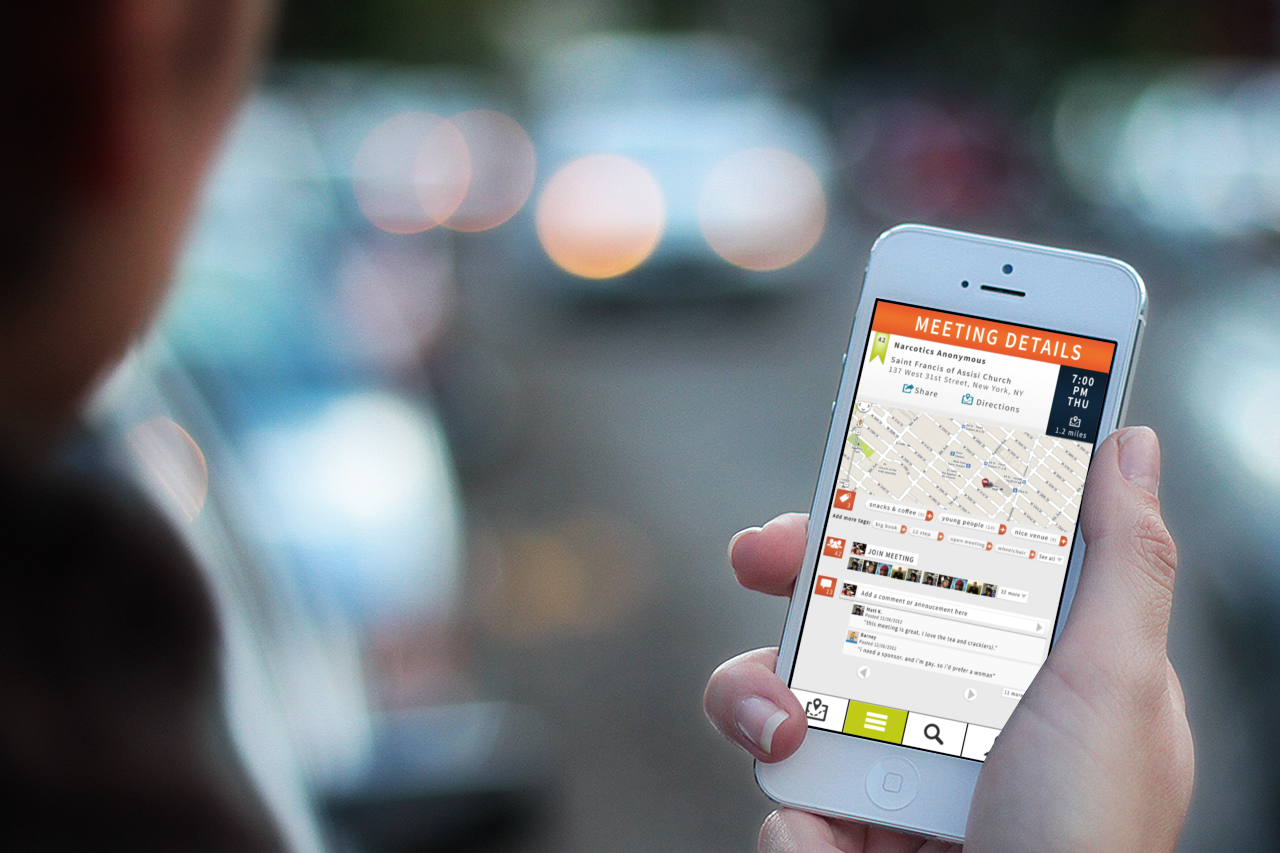 MEETING DETAILS
42
Narcotics Anonymous
Saint Francis of Assisi Church
137 West 31st Street, New York, NY
Share
Directions
7:00
PM
THU
1.2 miles
snacks & coffee
young people
nice venue
Add more tags:
big book
12 step
open meeting
wheelchair
See all
42
JOIN MEETING
32 more
13
Add a comment or annoucement here
Matt K.
Posted 12/06/2012
"this meeting is great. I love the tea and crack(ers)."
Barney
Posted 12/06/2012
"i need a sponsor, and i'm gay, so i'd prefer a woman"
11 more